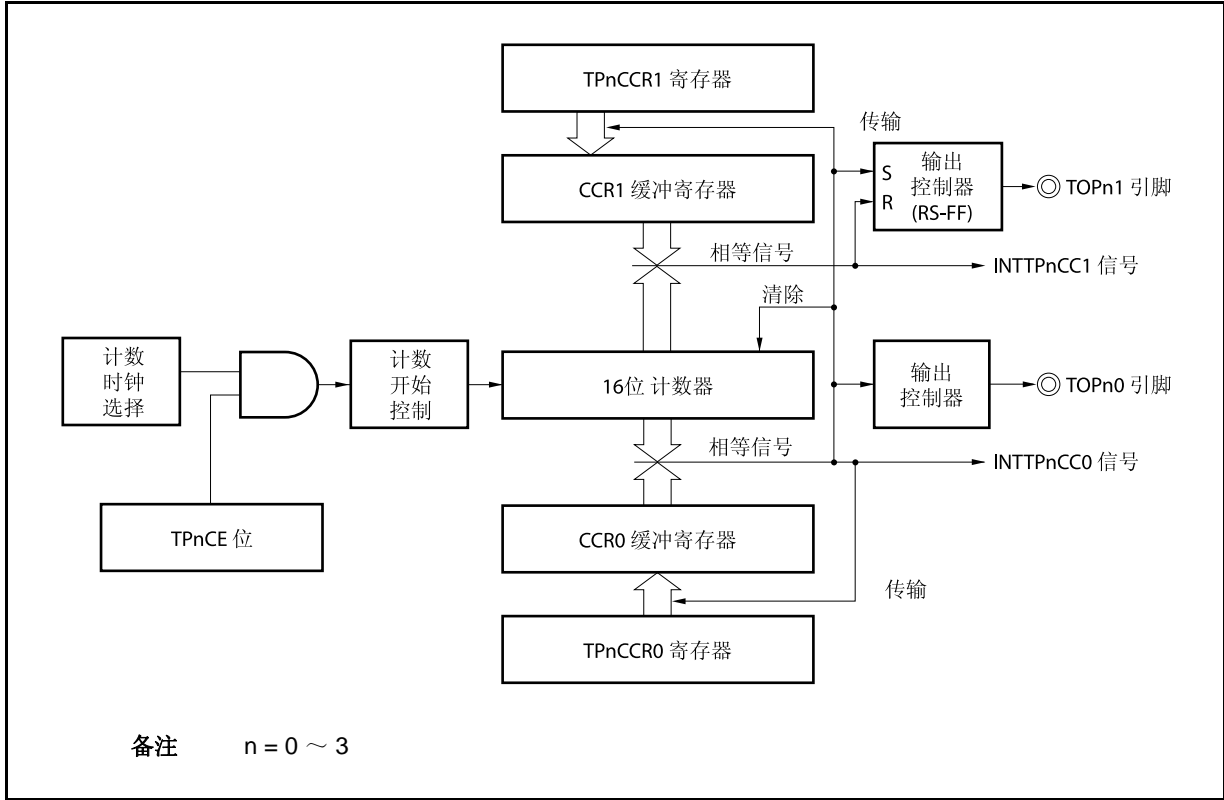 TPnCCR1 寄存器
传输
CCR1 缓冲寄存器
S
R
输出
控制器
(RS-FF)
TOPn1 引脚
相等信号
INTTPnCC1 信号
清除
计数
时钟
选择
计数
开始
控制
16位 计数器
输出
控制器
TOPn0 引脚
相等信号
INTTPnCC0 信号
TPnCE 位
CCR0 缓冲寄存器
传输
TPnCCR0 寄存器
备注 n = 0 ～ 3